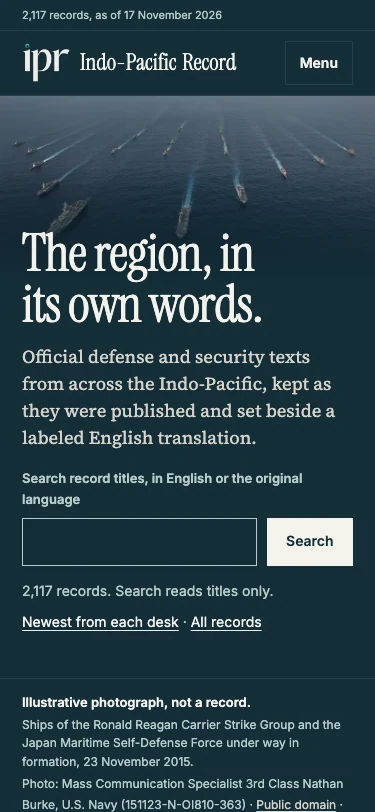 2,117 records, as of 17 November 2026
ipr Indo-Pacific Record
Menu
The region, in
its own words.
Official defense and security texts
from across the Indo-Pacific, kept as
they were published and set beside a
labeled English translation.
Search record titles, in English or the original
language
Search
2,117 records. Search reads titles only.
Newest from each desk · All records
Illustrative photograph, not a record.
Ships of the Ronald Reagan Carrier Strike Group and the
Japan Maritime Self-Defense Force under way in
formation, 23 November 2015.
Photo: Mass Communication Specialist 3rd Class Nathan
Burke, U.S. Navy (151123-N-OI810-363) · Public domain ·